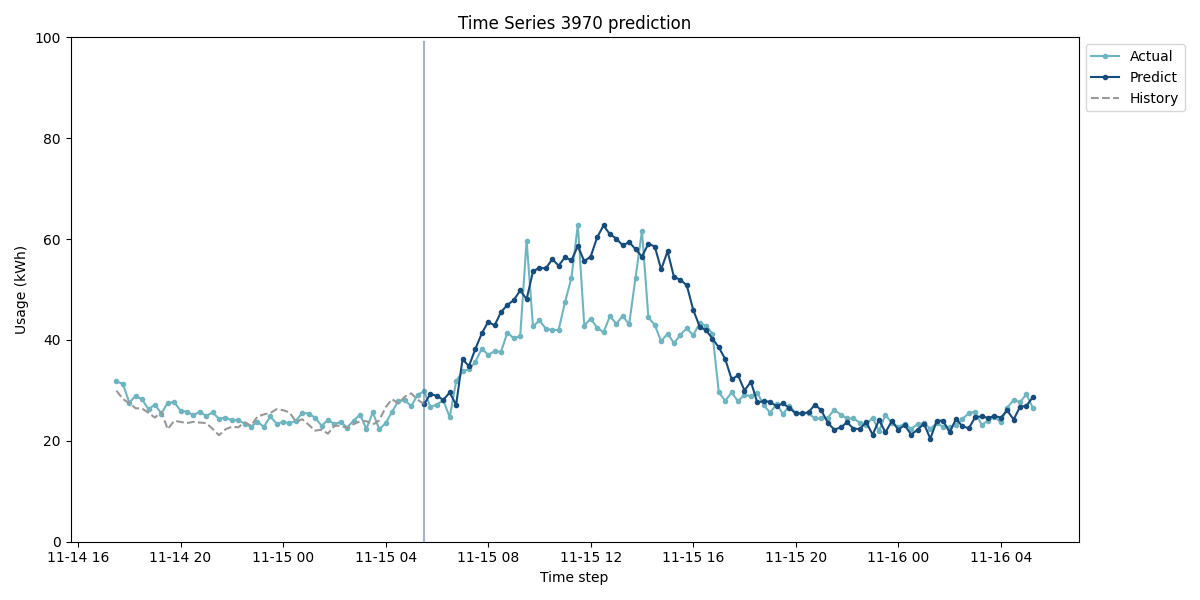 Time Series 3970 prediction
100
80
60
40
20
0
Usage (kWh)
11-14 16
11-14 20
11-15 00
11-15 04
11-15 08
11-15 12
11-15 16
11-15 20
11-16 00
11-16 04
Time step
Actual
Predict
History